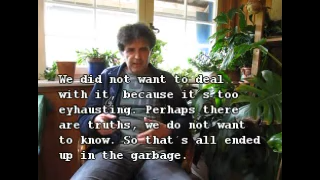 We did not want to deal
with it, because it´s too
eyhausting. Perhaps there
are truths, we do not want
to know. So that´s all ended
up in the garbage.